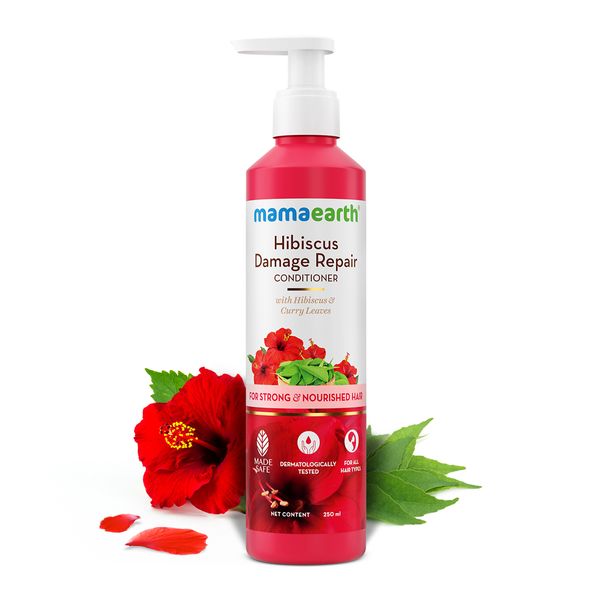 mamaearth®
Hibiscus
Damage Repair
CONDITIONER
with Hibiscus &
Curry Leaves
FOR STRONG & NOURISHED HAIR
MADE
SAFE
DERMATOLOGICALLY
TESTED
FOR ALL
HAIR TYPES
NET CONTENT 250 ml